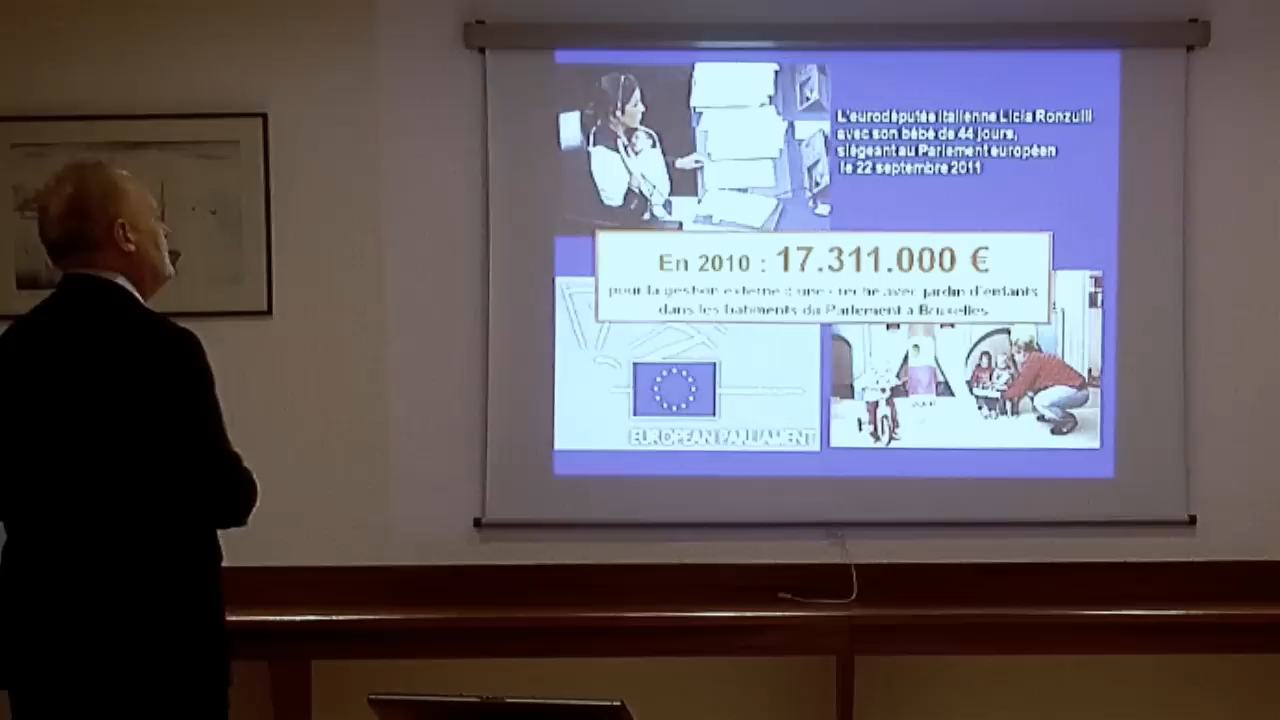 L'eurodéputée italienne Licia Ronzulli
avec son bébé de 44 jours,
siégeant au Parlement européen
le 22 septembre 2011
En 2010 : 17.311.000 €
pour la gestion externe d'une crèche avec jardin d'enfants
dans les bâtiments du Parlement à Bruxelles
EUROPEAN PARLIAMENT